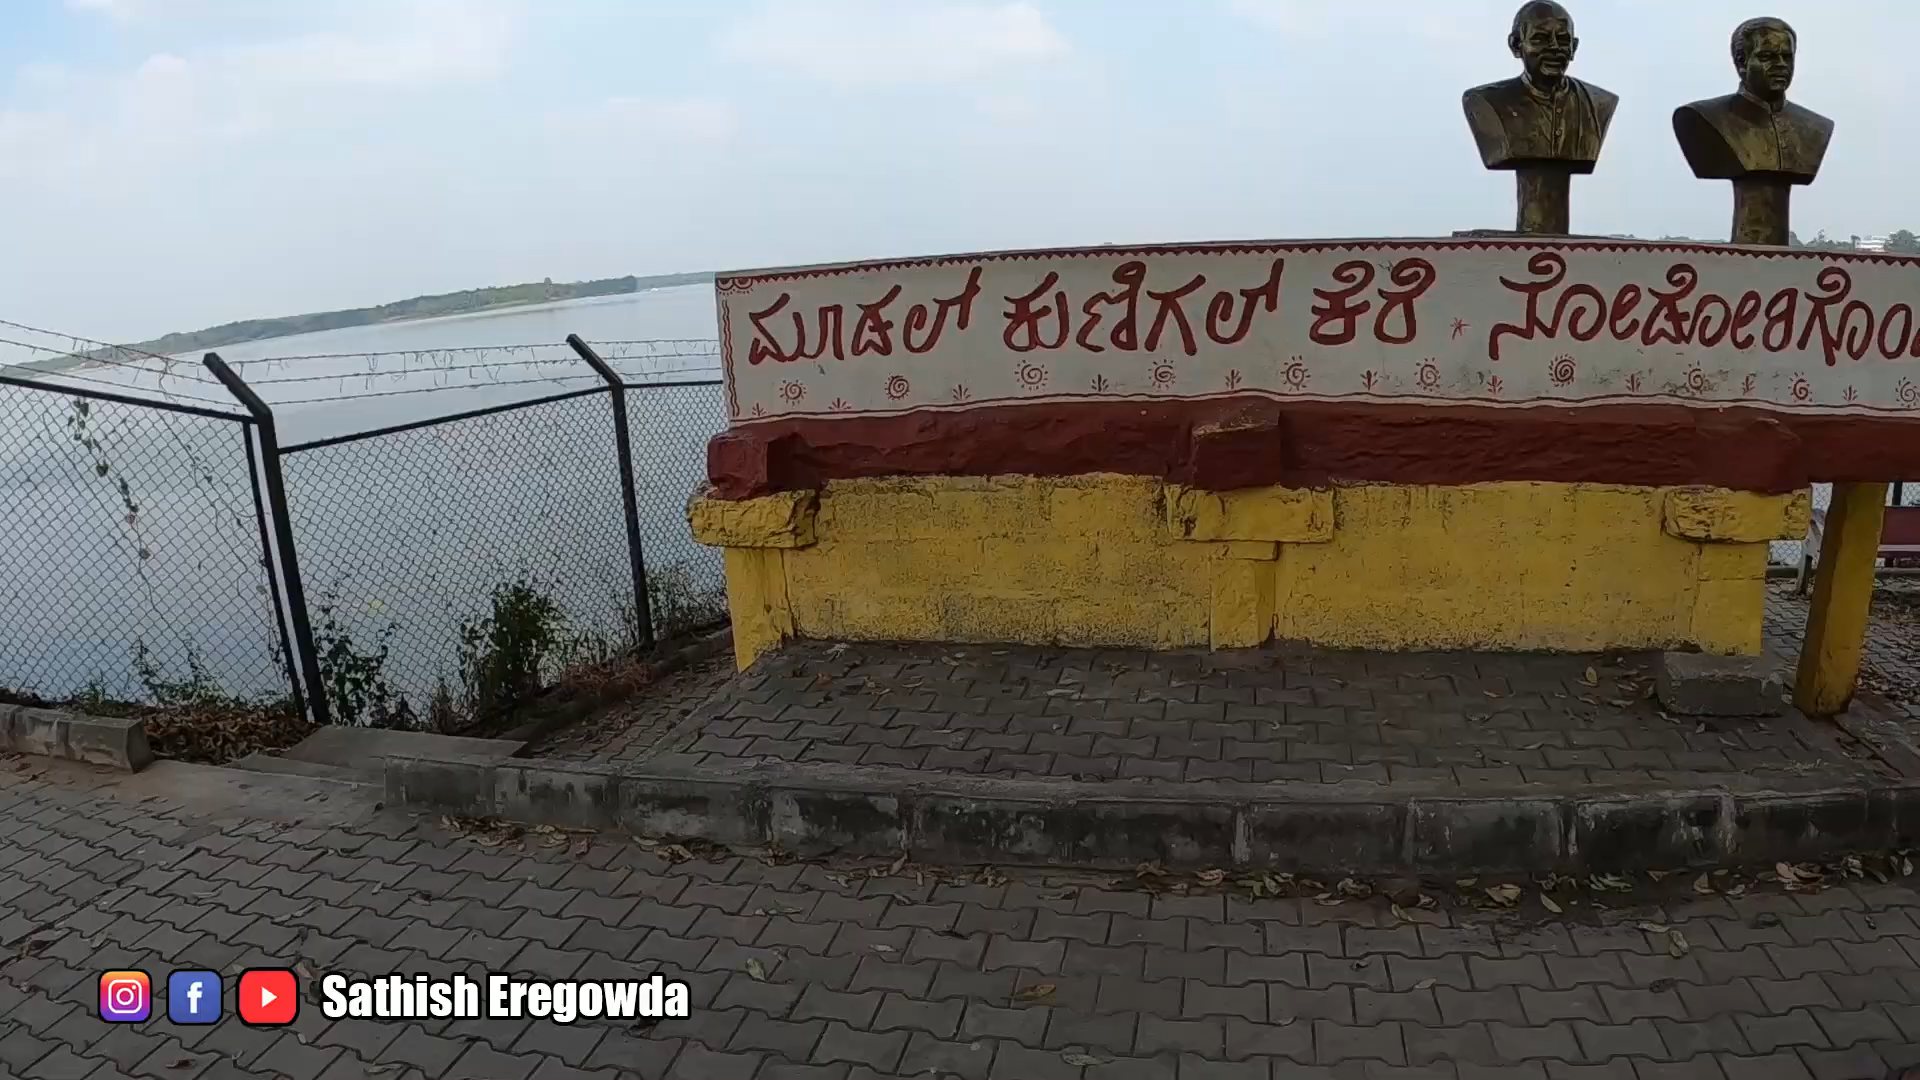 ಮೂಡಲ್ ಕುಣಿಗಲ್ ಕೆರೆ * ನೋಡೋರಿಗೊಂದ
Sathish Eregowda